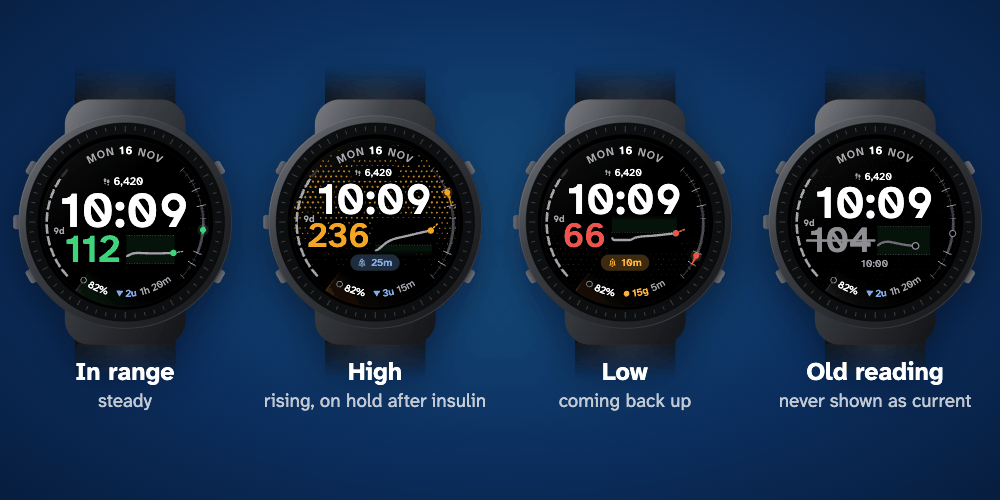 MON 16 NOV
6,420
10:09
9d
112
82%
2u 1h 20m
In range
steady
MON 16 NOV
6,420
10:09
9d
236
25m
82%
3u 15m
High
rising, on hold after insulin
MON 16 NOV
6,420
10:09
9d
66
10m
82%
15g 5m
Low
coming back up
MON 16 NOV
6,420
10:09
9d
104
10:00
82%
2u 1h 20m
Old reading
never shown as current